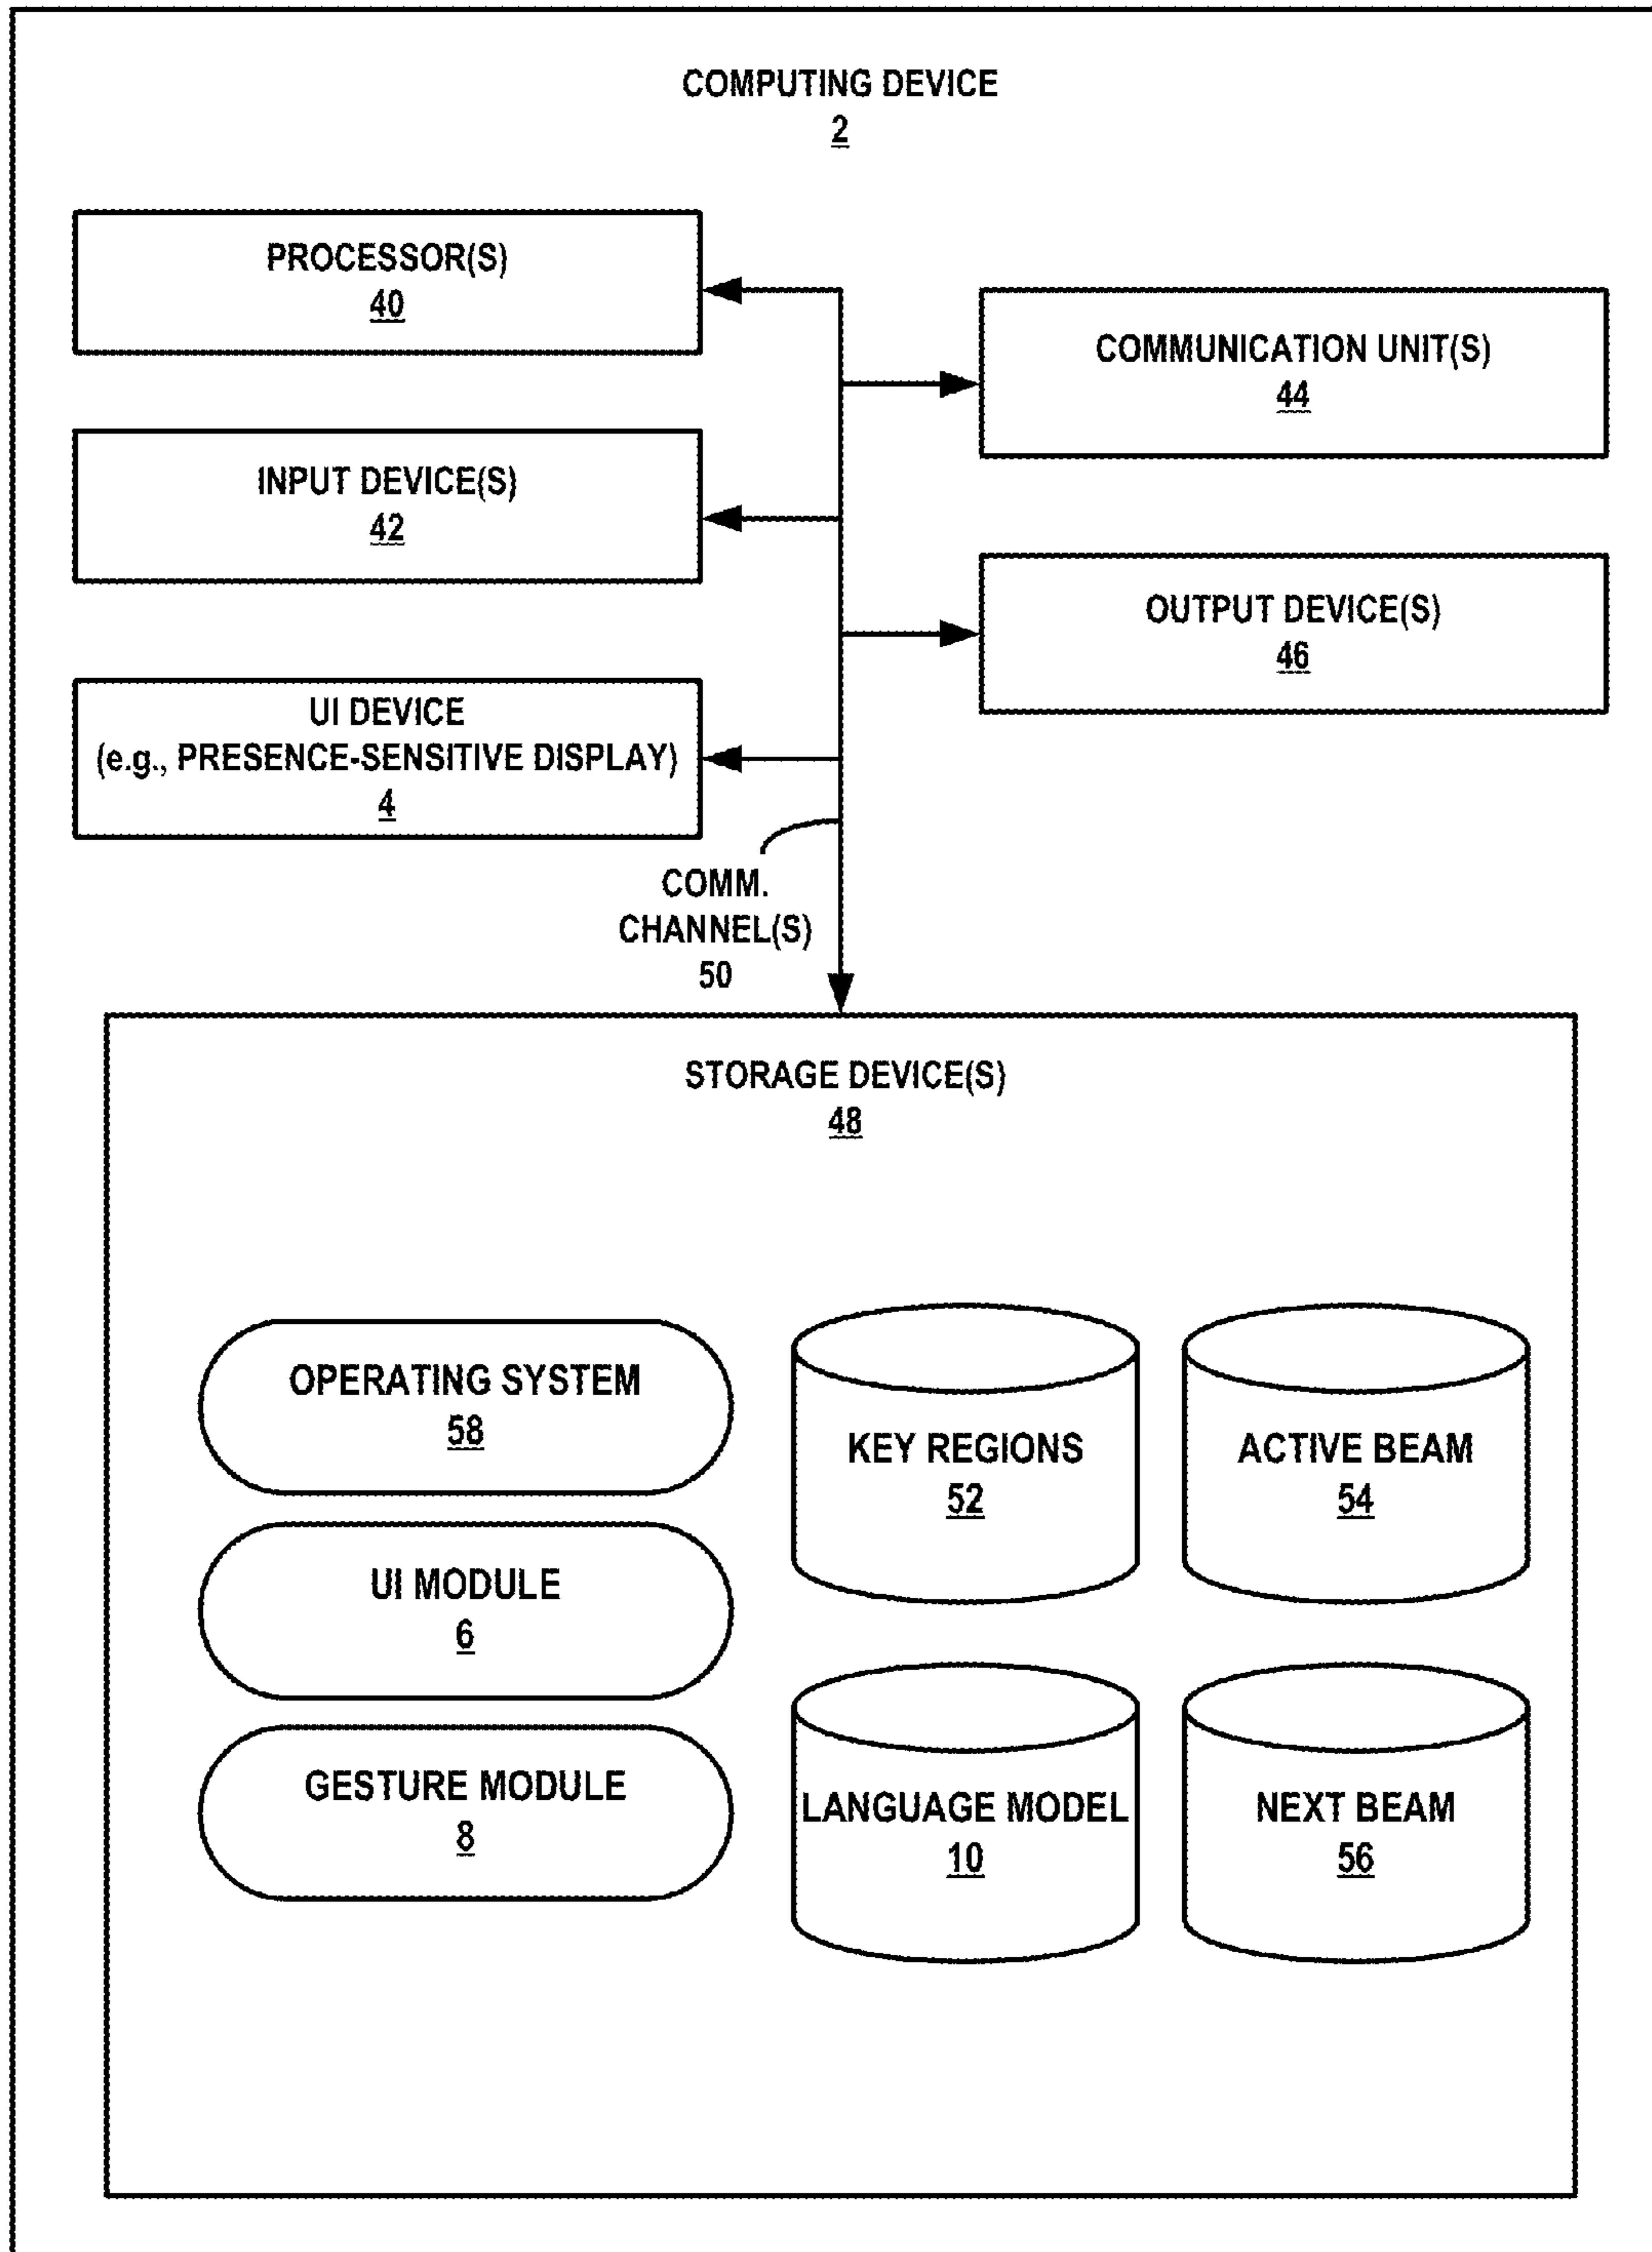 COMPUTING DEVICE
2
PROCESSOR(S)
40
COMMUNICATION UNIT(S)
44
INPUT DEVICE(S)
42
OUTPUT DEVICE(S)
46
UI DEVICE
(e.g., PRESENCE-SENSITIVE DISPLAY)
4
COMM.
CHANNEL(S)
50
STORAGE DEVICE(S)
48
OPERATING SYSTEM
58
KEY REGIONS
52
ACTIVE BEAM
54
UI MODULE
6
GESTURE MODULE
8
LANGUAGE MODEL
10
NEXT BEAM
56